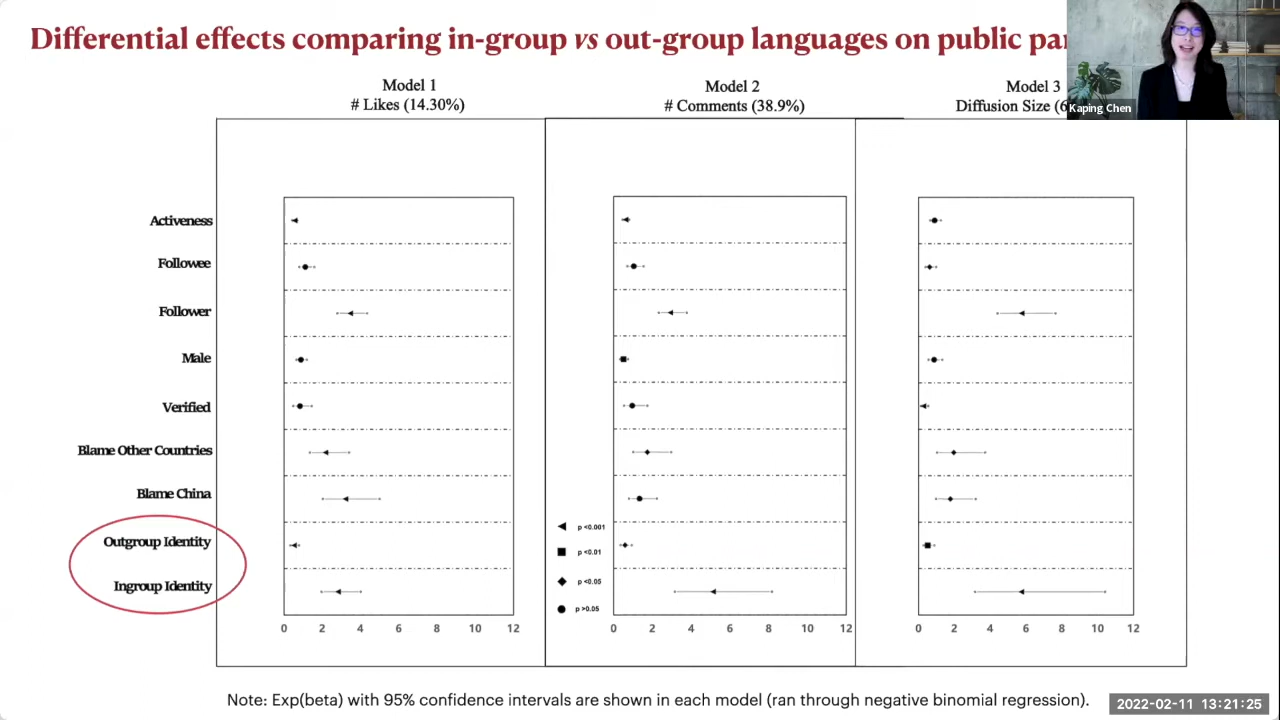 Differential effects comparing in-group vs out-group languages on public
Kaping Chen
Model 1
# Likes (14.30%)
Model 2
# Comments (38.9%)
Model 3
Diffusion Size
Activeness
Followee
Follower
Male
Verified
Blame Other Countries
Blame China
Outgroup Identity
Ingroup Identity
p <0.001
p <0.01
p <0.05
p >0.05
0 2 4 6 8 10 12
0 2 4 6 8 10 12
0 2 4 6 8 10 12
Note: Exp(beta) with 95% confidence intervals are shown in each model (ran through negative binomial regression).
2022-02-11 13:21:25